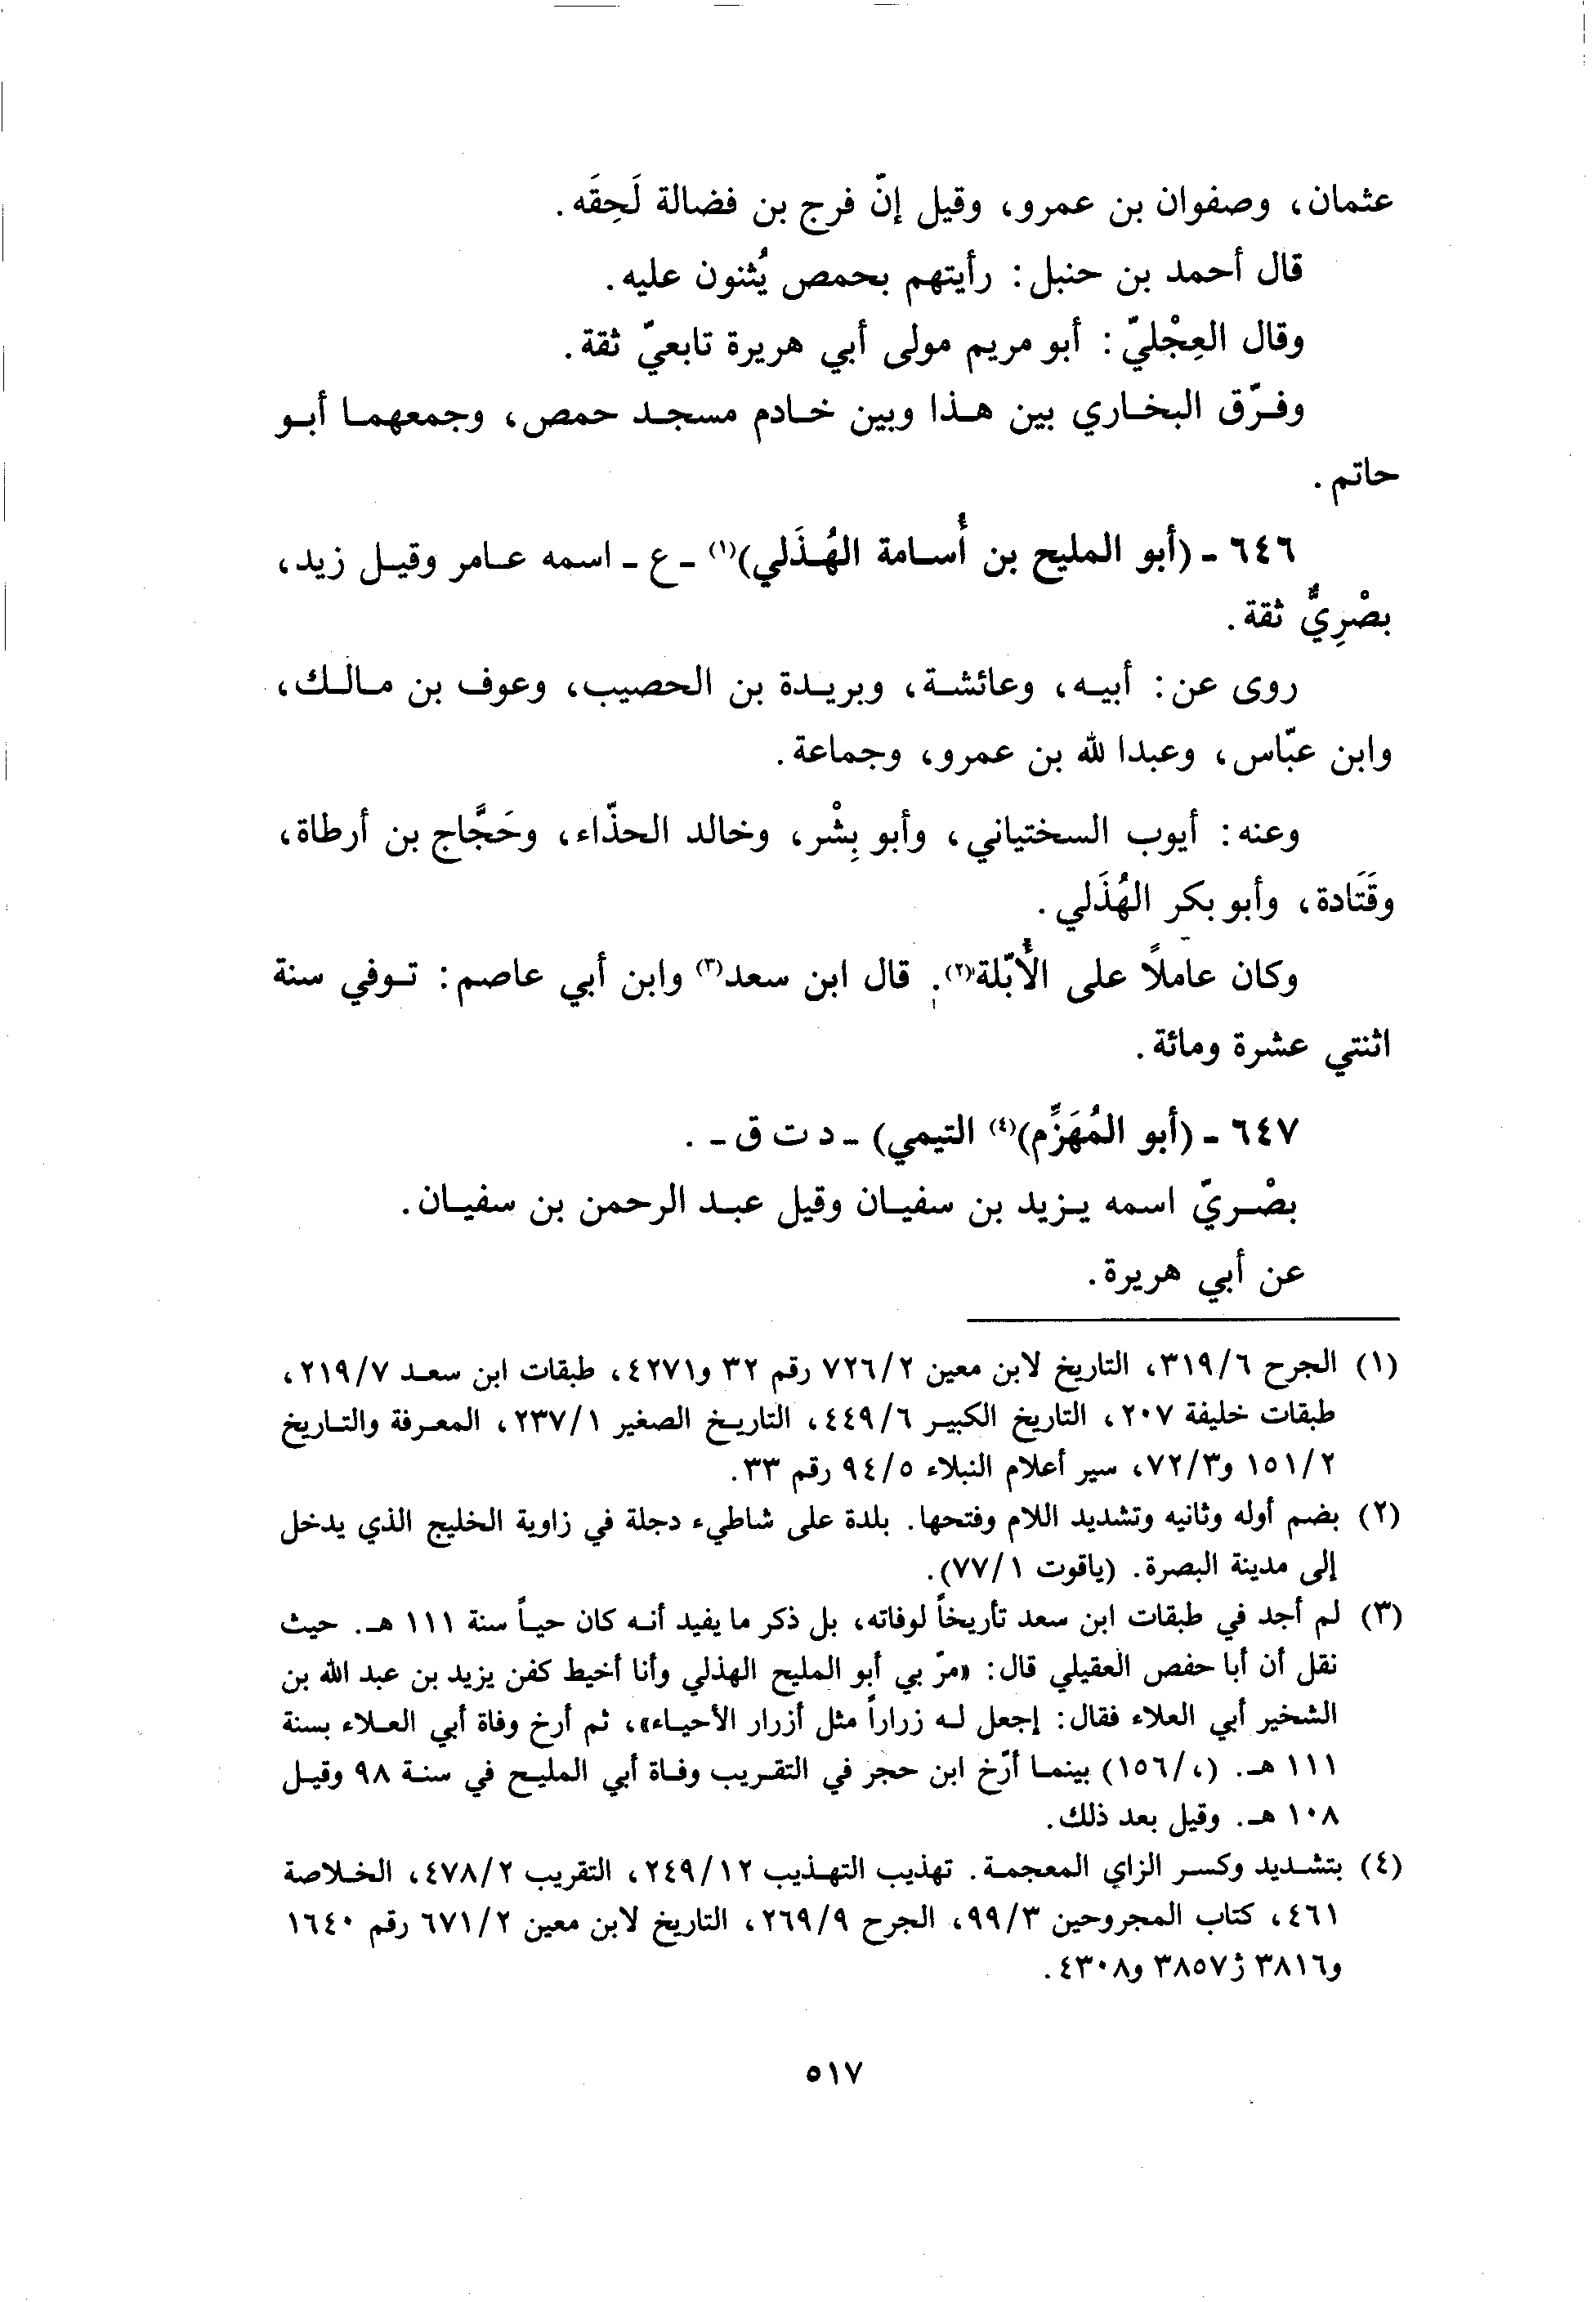 عثمان، وصفوان بن عمرو، وقيل إنّ فرج بن فضالة لَحِقَه.
قال أحمد بن حنبل: رأيتهم بحمص يُثنون عليه.
وقال العِجْليّ: أبو مريم مولى أبي هريرة تابعيّ ثقة.
وفرّق البخاري بين هذا وبين خادم مسجد حمص، وجمعهما أبو
حاتم.
٦٤٦ - (أبو المليح بن أُسامة الهُذَلي)(١) - ع - اسمه عامر وقيل زيد،
بصْرِيٌّ ثقة.
روى عن: أبيه، وعائشة، وبريدة بن الحصيب، وعوف بن مالك،
وابن عبّاس، وعبدا لله بن عمرو، وجماعة.
وعنه: أيوب السختياني، وأبو بِشْر، وخالد الحذّاء، وحَجَّاج بن أرطاة،
وقَتَادة، وأبو بكر الهُذَلي.
وكان عاملاً على الأُبّلة(٢). قال ابن سعد(٣) وابن أبي عاصم: توفي سنة
اثنتي عشرة ومائة.
٦٤٧ - (أبو المُهَزِّم)(٤) التيمي) - د ت ق - .
بصْريّ اسمه يزيد بن سفيان وقيل عبد الرحمن بن سفيان.
عن أبي هريرة.
(١) الجرح ٣١٩/٦، التاريخ لابن معين ٧٢٦/٢ رقم ٣٢ و٤٢٧١، طبقات ابن سعد ٢١٩/٧،
طبقات خليفة ٢٠٧، التاريخ الكبير ٤٤٩/٦، التاريخ الصغير ٢٣٧/١، المعرفة والتاريخ
١٥١/٢ و٧٢/٣، سير أعلام النبلاء ٩٤/٥ رقم ٣٣.
(٢) بضم أوله وثانيه وتشديد اللام وفتحها. بلدة على شاطيء دجلة في زاوية الخليج الذي يدخل
إلى مدينة البصرة. (ياقوت ٧٧/١).
(٣) لم أجد في طبقات ابن سعد تأريخاً لوفاته، بل ذكر ما يفيد أنه كان حياً سنة ١١١ هـ. حيث
نقل أن أبا حفص العقيلي قال: «مرّ بي أبو المليح الهذلي وأنا أخيط كفن يزيد بن عبد الله بن
الشخير أبي العلاء فقال: إجعل له زراراً مثل أزرار الأحياء»، ثم أرخ وفاة أبي العلاء بسنة
١١١ هـ. (،/١٥٦) بينما أرّخ ابن حجر في التقريب وفاة أبي المليح في سنة ٩٨ وقيل
١٠٨ هـ. وقيل بعد ذلك.
(٤) بتشديد وكسر الزاي المعجمة. تهذيب التهذيب ٢٤٩/١٢، التقريب ٤٧٨/٢، الخلاصة
٤٦١، كتاب المجروحين ٩٩/٣، الجرح ٢٦٩/٩، التاريخ لابن معين ٦٧١/٢ رقم ١٦٤٠
و٣٨١٦ ژ٣٨٥٧ و٤٣٠٨.
٥١٧